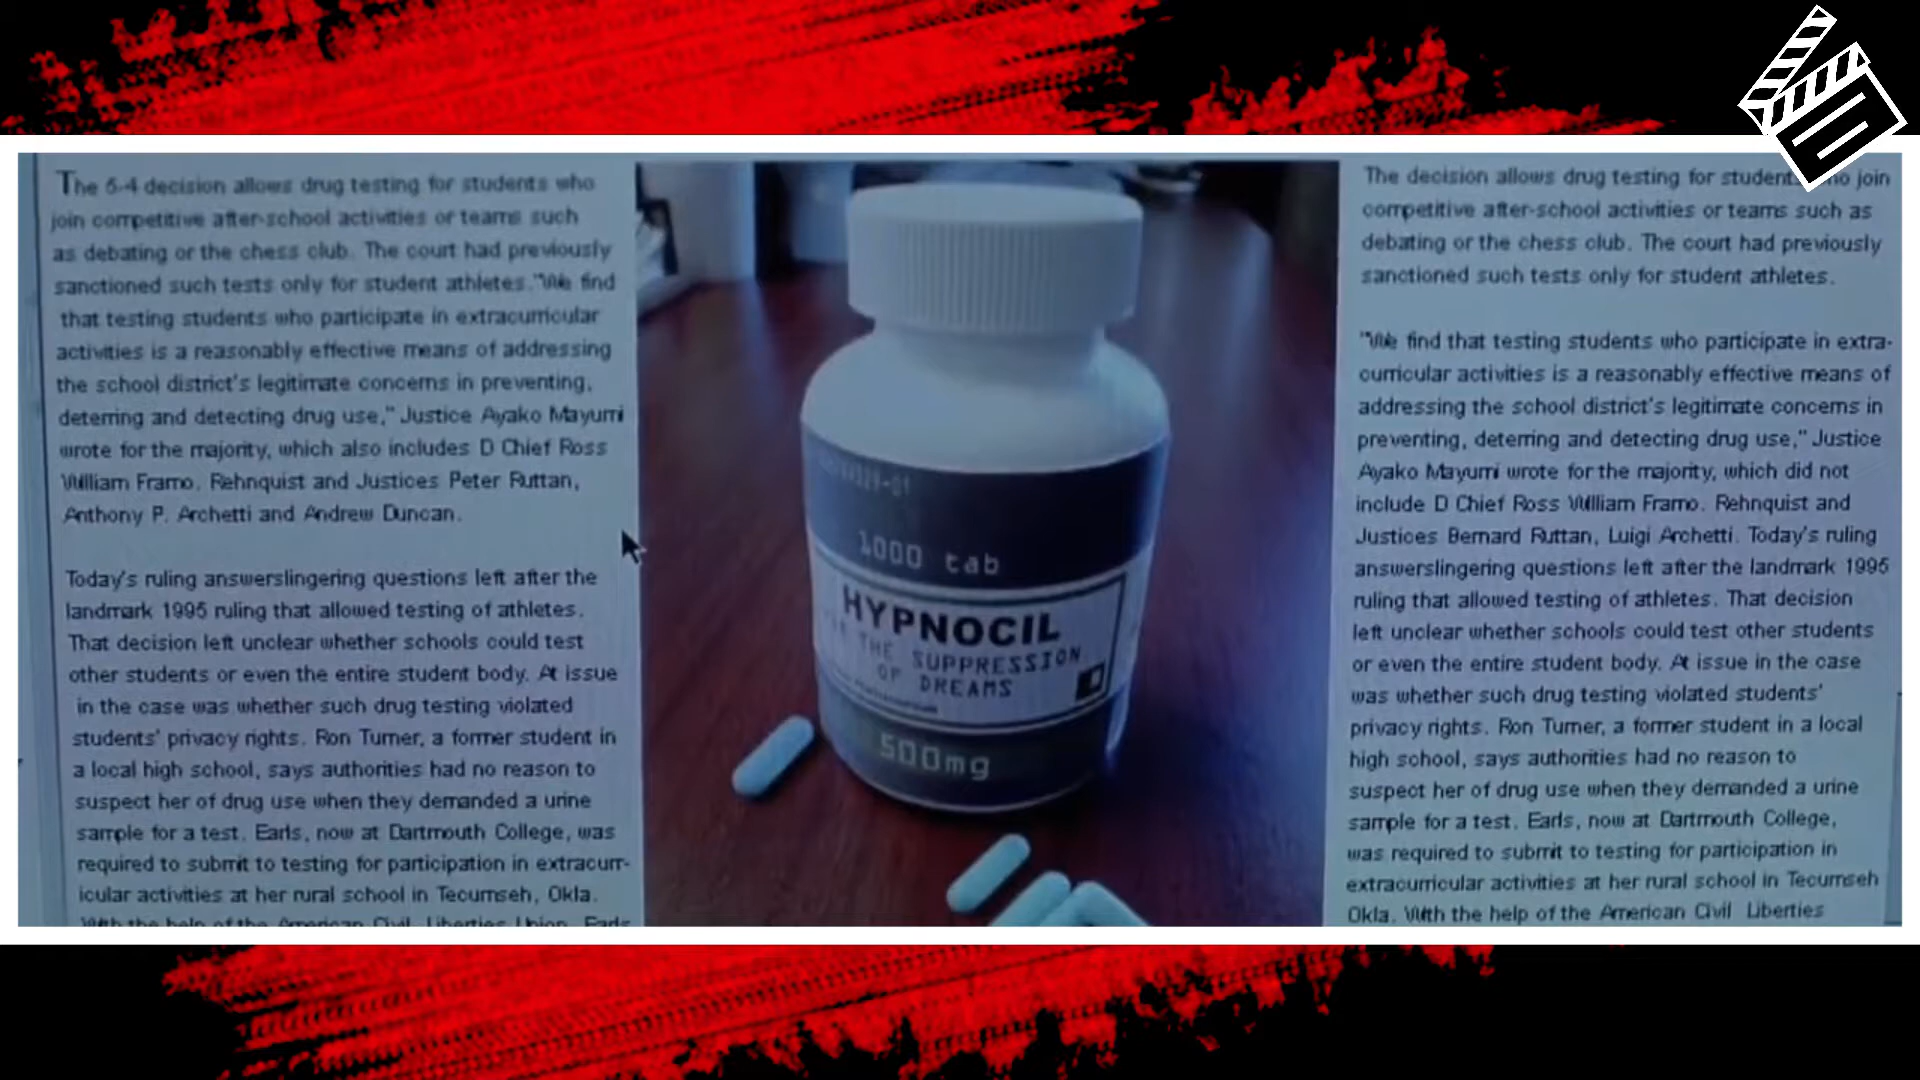 The 5-4 decision allows drug testing for students who
join competitive after-school activities or teams such
as debating or the chess club. The court had previously
sanctioned such tests only for student athletes."We find
that testing students who participate in extracurricular
activities is a reasonably effective means of addressing
the school district's legitimate concerns in preventing,
deterring and detecting drug use," Justice Ayako Mayumi
wrote for the majority, which also includes D Chief Ross
William Framo. Rehnquist and Justices Peter Ruttan,
Anthony P. Archetti and Andrew Duncan.
Today's ruling answerslingering questions left after the
landmark 1995 ruling that allowed testing of athletes.
That decision left unclear whether schools could test
other students or even the entire student body. At issue
in the case was whether such drug testing violated
students' privacy rights. Ron Turner, a former student in
a local high school, says authorities had no reason to
suspect her of drug use when they demanded a urine
sample for a test. Earls, now at Dartmouth College, was
required to submit to testing for participation in extracurr-
icular activities at her rural school in Tecumseh, Okla.
With the help of the American Civil Liberties Union, Earls
1000 tab
HYPNOCIL
THE SUPPRESSION
OF DREAMS
500mg
The decision allows drug testing for students who join
competitive after-school activities or teams such as
debating or the chess club. The court had previously
sanctioned such tests only for student athletes.
"We find that testing students who participate in extra-
curricular activities is a reasonably effective means of
addressing the school district's legitimate concerns in
preventing, deterring and detecting drug use," Justice
Ayako Mayumi wrote for the majority, which did not
include D Chief Ross William Framo. Rehnquist and
Justices Bernard Ruttan, Luigi Archetti. Today's ruling
answerslingering questions left after the landmark 1995
ruling that allowed testing of athletes. That decision
left unclear whether schools could test other students
or even the entire student body. At issue in the case
was whether such drug testing violated students'
privacy rights. Ron Turner, a former student in a local
high school, says authorities had no reason to
suspect her of drug use when they demanded a urine
sample for a test. Earls, now at Dartmouth College,
was required to submit to testing for participation in
extracurricular activities at her rural school in Tecumseh
Okla. With the help of the American Civil Liberties